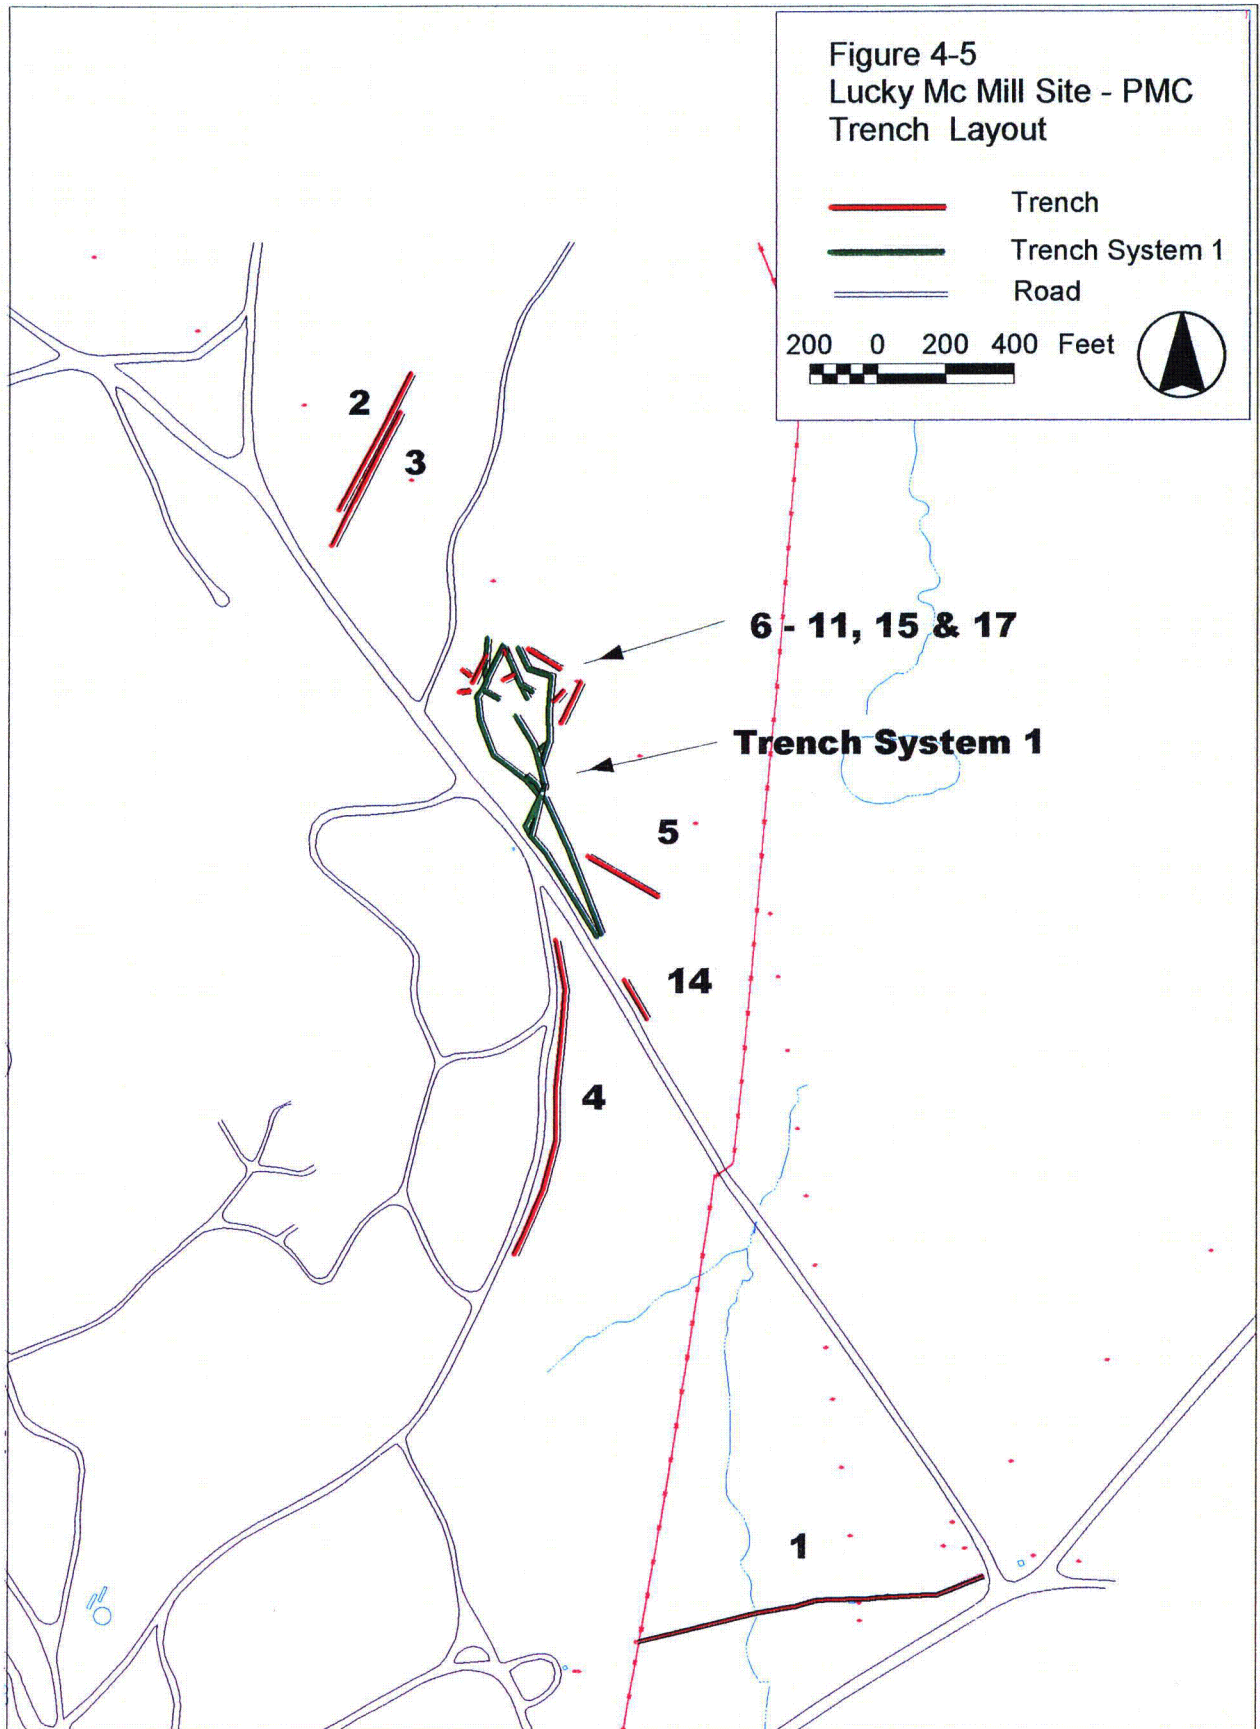 Figure 4-5
Lucky Mc Mill Site - PMC
Trench Layout
Trench
Trench System 1
Road
200 0 200 400 Feet
2
3
6 - 11, 15 & 17
Trench System 1
5
14
4
1